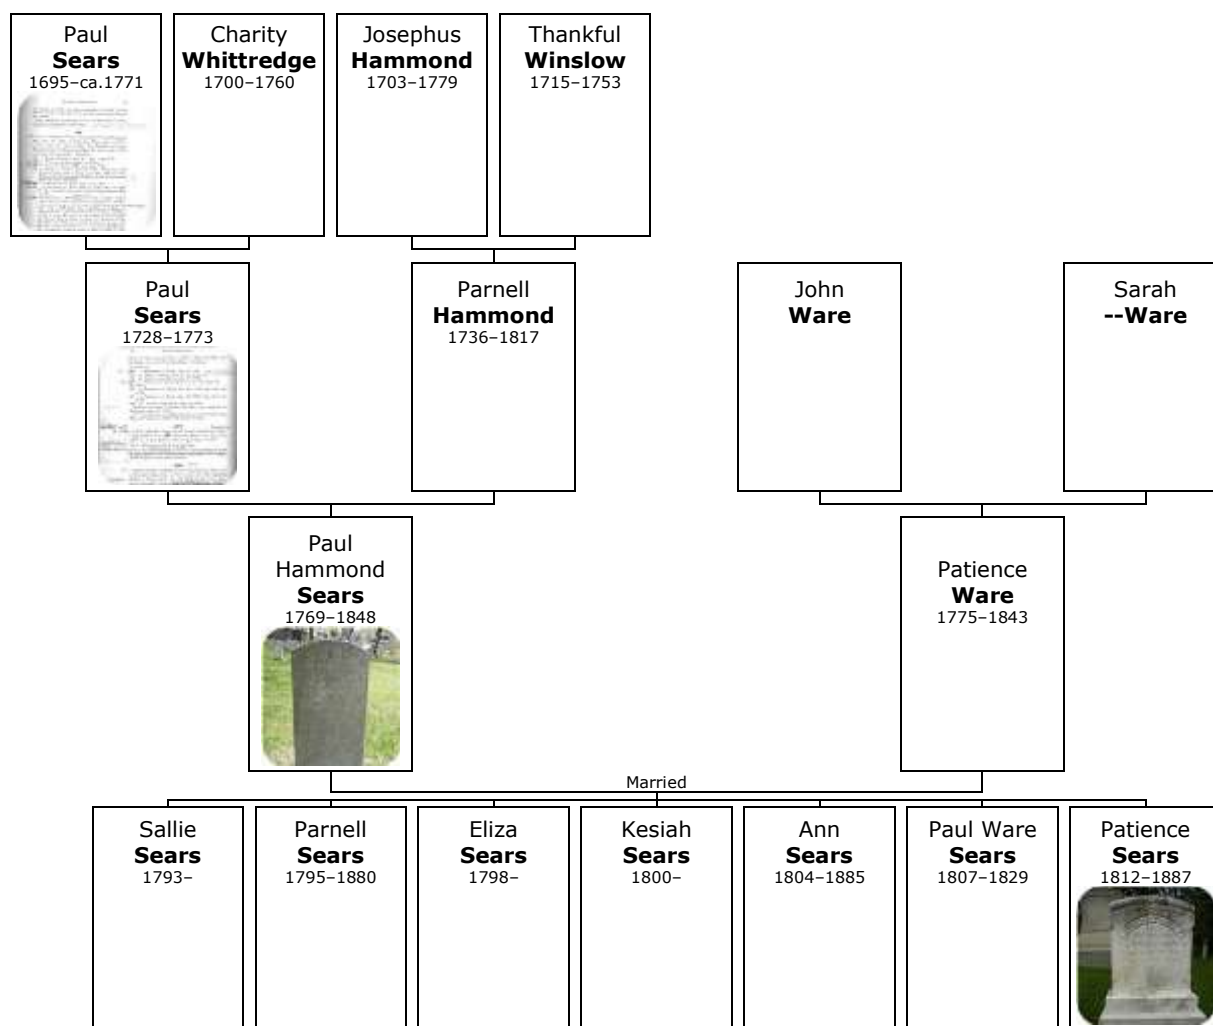 Paul
Sears
1695–ca.1771
Charity
Whittredge
1700–1760
Josephus
Hammond
1703–1779
Thankful
Winslow
1715–1753
Paul
Sears
1728–1773
Parnell
Hammond
1736–1817
John
Ware
Sarah
--Ware
Paul
Hammond
Sears
1769–1848
Patience
Ware
1775–1843
Married
Sallie
Sears
1793–
Parnell
Sears
1795–1880
Eliza
Sears
1798–
Kesiah
Sears
1800–
Ann
Sears
1804–1885
Paul Ware
Sears
1807–1829
Patience
Sears
1812–1887